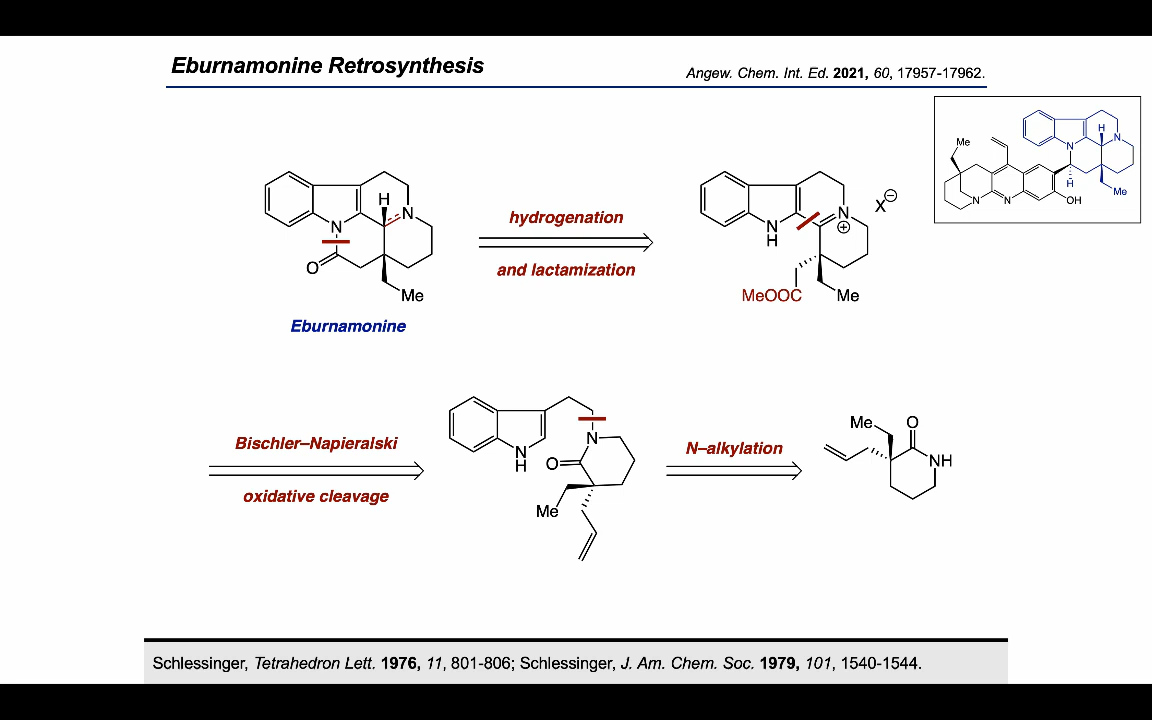 Eburnamonine Retrosynthesis
Angew. Chem. Int. Ed. 2021, 60, 17957-17962.
Me
H
N
N
H
Me
N
N
OH
H
N
N
O
Me
Eburnamonine
hydrogenation
and lactamization
N
H
N
⊕
X⊖
MeOOC
Me
Bischler–Napieralski
oxidative cleavage
N
H
N
O
Me
N–alkylation
Me
O
NH
Schlessinger, Tetrahedron Lett. 1976, 11, 801-806; Schlessinger, J. Am. Chem. Soc. 1979, 101, 1540-1544.